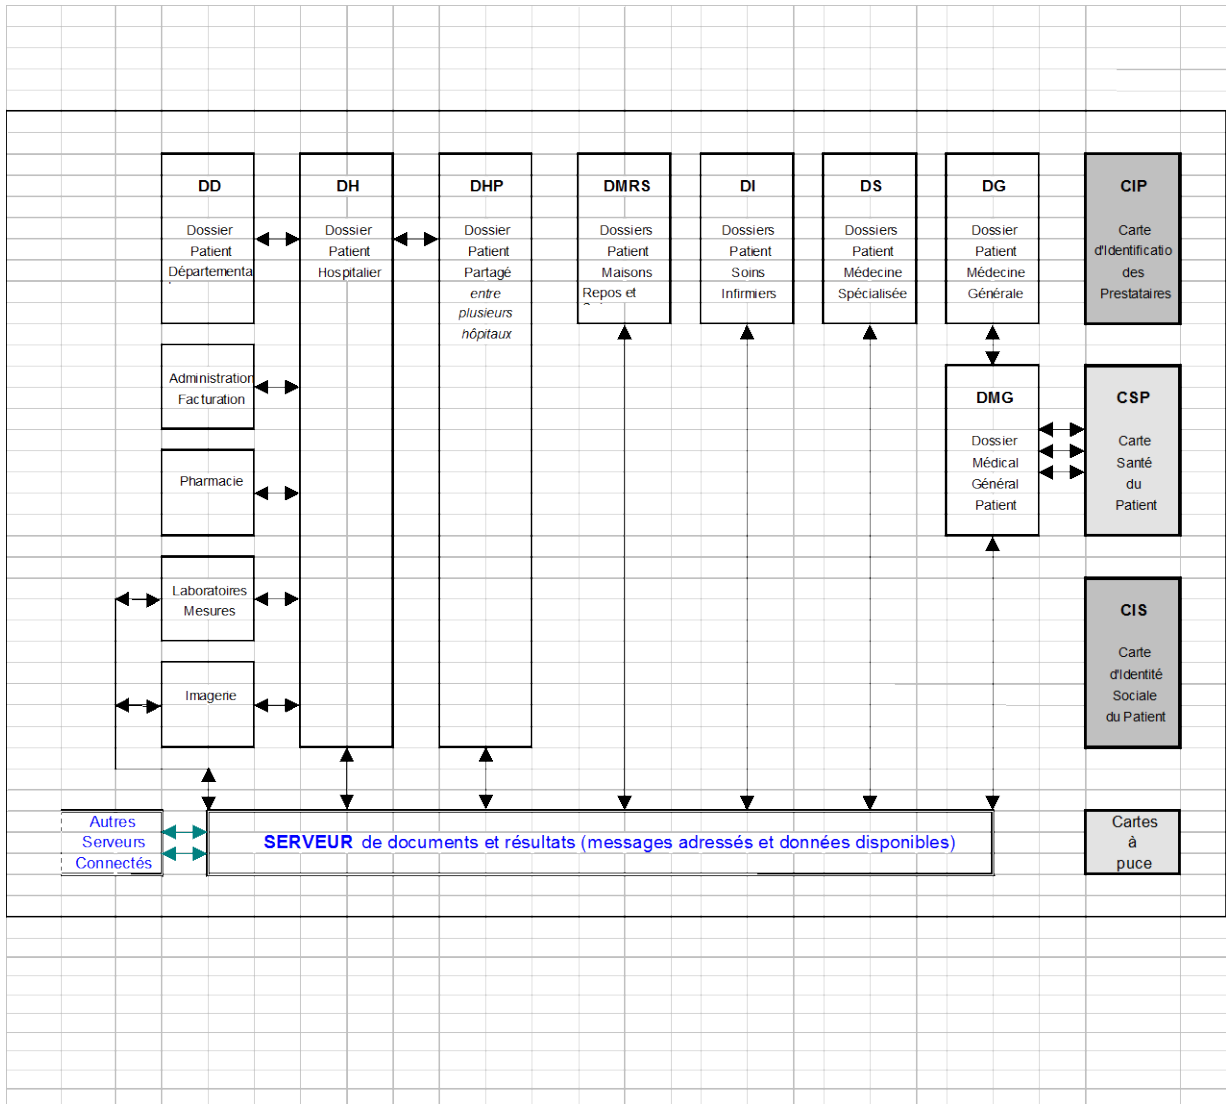 DD
Dossier
Patient
Départementa
DH
Dossier
Patient
Hospitalier
DHP
Dossier
Patient
Partagé
entre
plusieurs
hôpitaux
DMRS
Dossiers
Patient
Maisons
Repos et
DI
Dossiers
Patient
Soins
Infirmiers
DS
Dossiers
Patient
Médecine
Spécialisée
DG
Dossier
Patient
Médecine
Générale
CIP
Carte
d'Identificatio
des
Prestataires
Administration
Facturation
DMG
Dossier
Médical
Général
Patient
CSP
Carte
Santé
du
Patient
Pharmacie
Laboratoires
Mesures
CIS
Carte
d'Identité
Sociale
du Patient
Imagerie
Autres
Serveurs
Connectés
SERVEUR de documents et résultats (messages adressés et données disponibles)
Cartes
à
puce